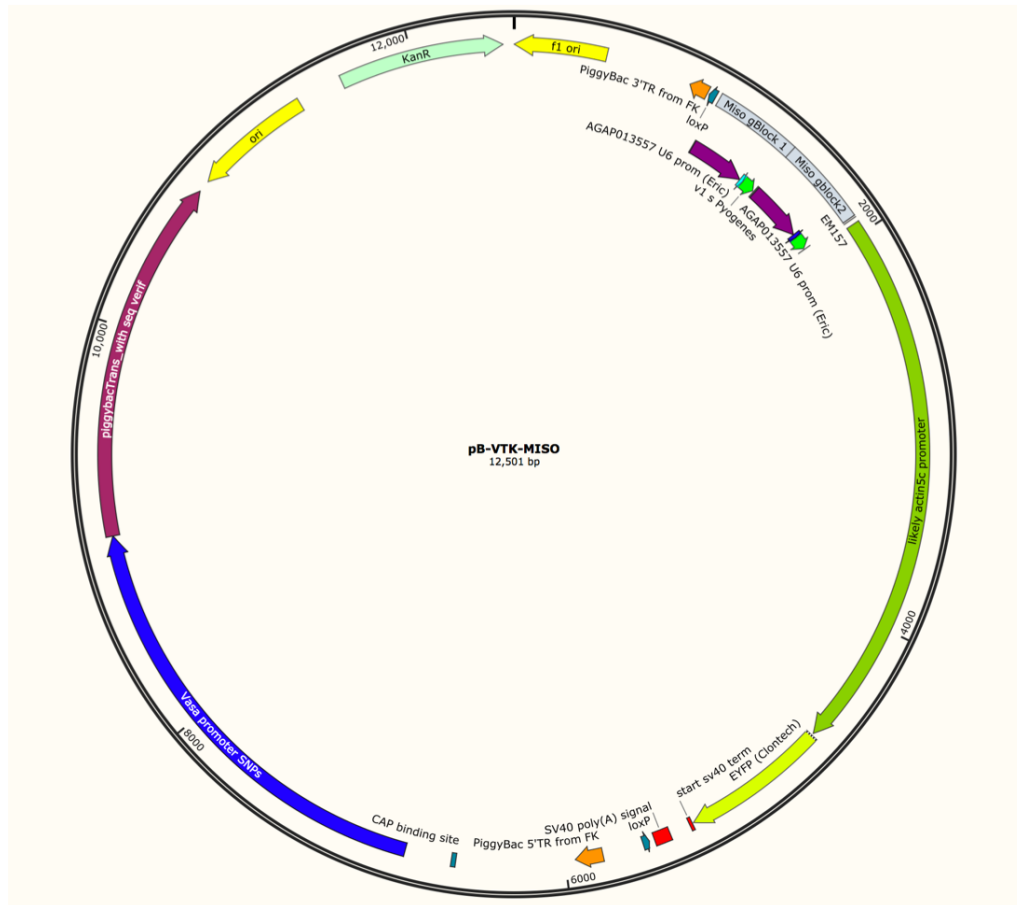 12,000
KanR
f1 ori
PiggyBac 3'TR from FK
loxP
Miso gBlock 1
Miso gblock2
AGAP013557 U6 prom (Eric)
v1 s Pyogenes
AGAP013557 U6 prom (Eric)
EM157
2000
ori
10,000
piggybacTrans_with seq verif
likely actin5c promoter
pB-VTK-MISO
12,501 bp
4000
Vasa promoter SNPs
8000
EYFP (Clontech)
start sv40 term
SV40 poly(A) signal
loxP
PiggyBac 5'TR from FK
CAP binding site
6000